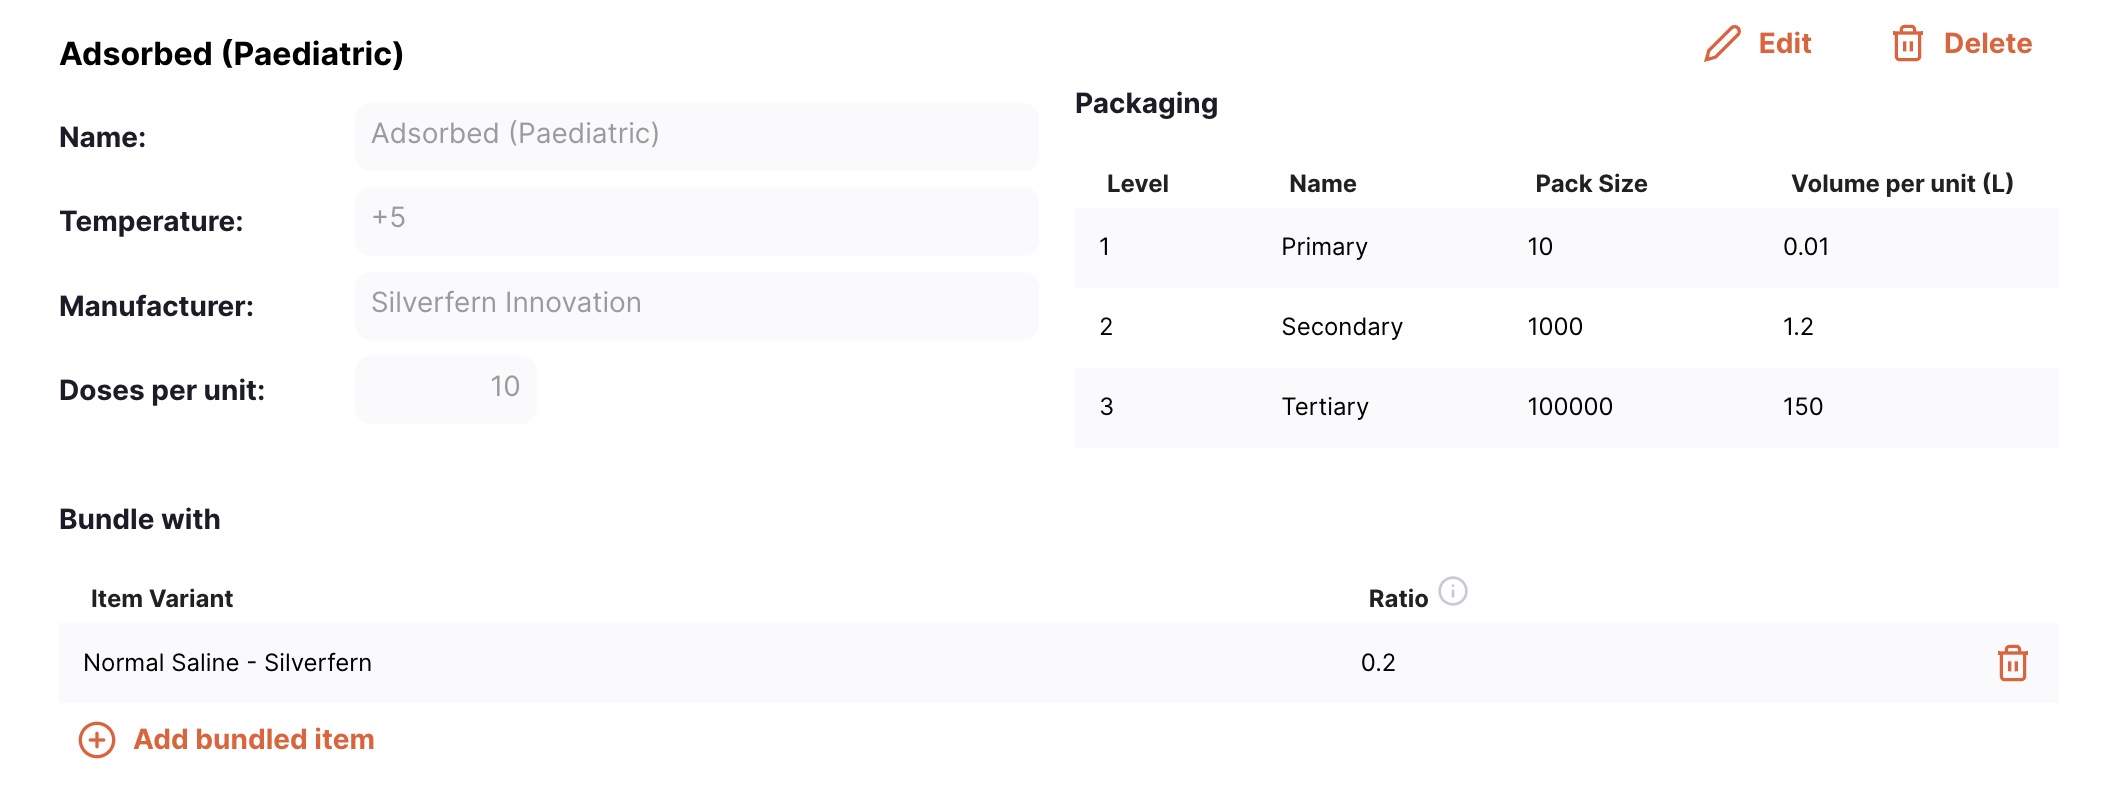 Adsorbed (Paediatric)
Edit
Delete
Name:
Adsorbed (Paediatric)
Temperature:
+5
Manufacturer:
Silverfern Innovation
Doses per unit:
10
Packaging
Level Name Pack Size Volume per unit (L)
1 Primary 10 0.01
2 Secondary 1000 1.2
3 Tertiary 100000 150
Bundle with
Item Variant Ratio
Normal Saline - Silverfern 0.2
Add bundled item